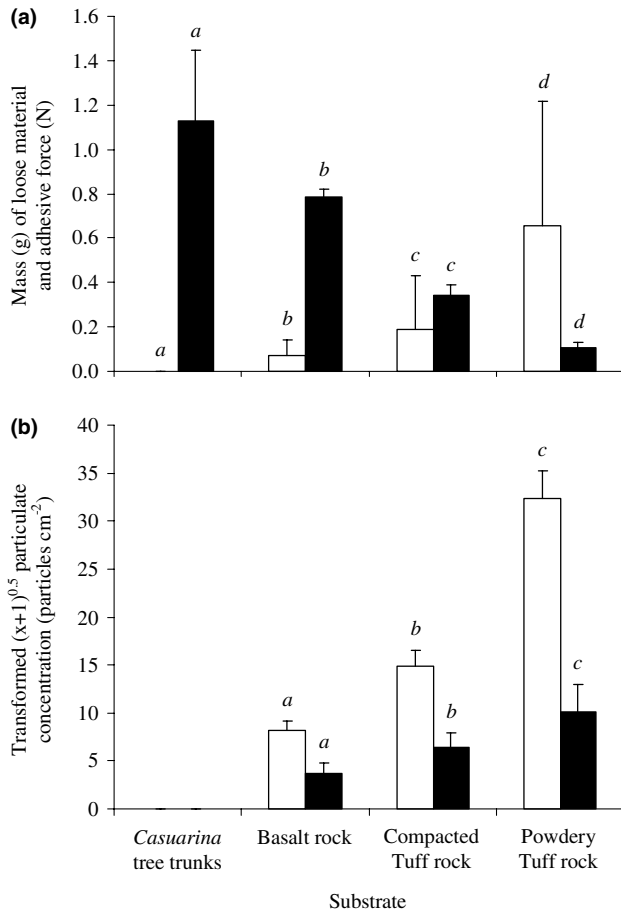 (a)
1.6
1.4
1.2
1.0
0.8
0.6
0.4
0.2
0.0
Mass (g) of loose material
and adhesive force (N)
a
a
b
b
c
c
d
d
(b)
40
35
30
25
20
15
10
5
0
Transformed (x+1)^0.5 particulate
concentration (particles cm^-2)
a
a
b
b
c
c
Casuarina
tree trunks
Basalt rock
Compacted
Tuff rock
Powdery
Tuff rock
Substrate